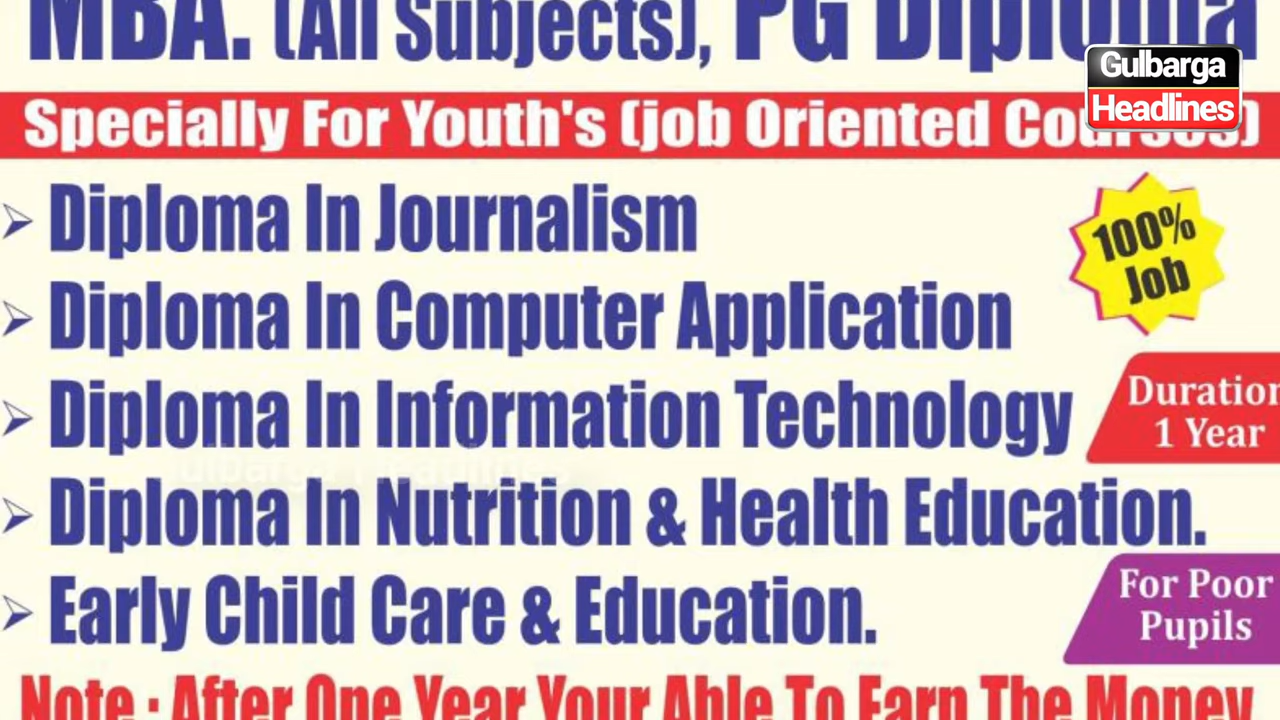 MBA. (All Subjects), PG Diploma
Gulbarga
Headlines
Specially For Youth's (job Oriented Courses)
➢ Diploma In Journalism
100%
Job
➢ Diploma In Computer Application
➢ Diploma In Information Technology
Duration
1 Year
➢ Diploma In Nutrition & Health Education.
➢ Early Child Care & Education.
For Poor
Pupils
Note : After One Year Your Able To Earn The Money